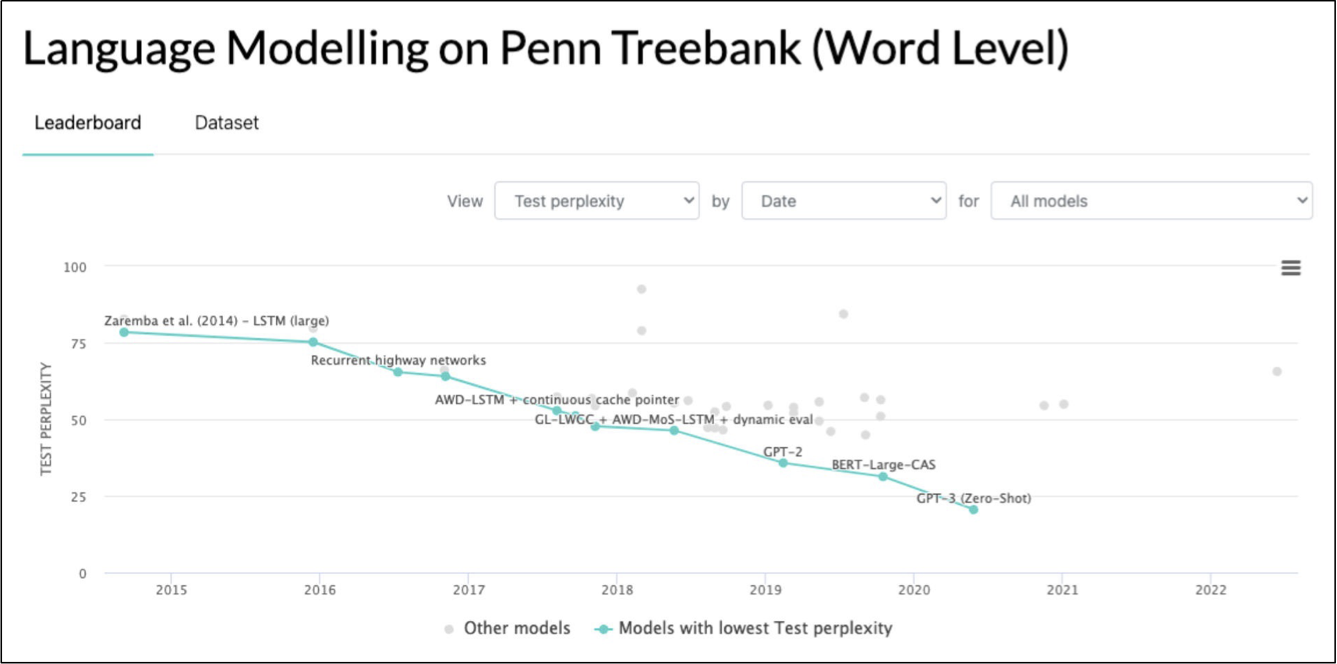 Language Modelling on Penn Treebank (Word Level)
Leaderboard Dataset
View Test perplexity by Date for All models
100
75
50
25
0
TEST PERPLEXITY
Zaremba et al. (2014) - LSTM (large)
Recurrent highway networks
AWD-LSTM + continuous cache pointer
GL-LWGC + AWD-MoS-LSTM + dynamic eval
GPT-2
BERT-Large-CAS
GPT-3 (Zero-Shot)
2015 2016 2017 2018 2019 2020 2021 2022
Other models Models with lowest Test perplexity